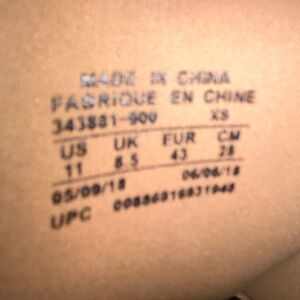 MADE IN CHINA
FABRIQUE EN CHINE
343881-900 XS
US UK EUR CM
11 8.5 43 28
05/09/18 06/06/18
UPC